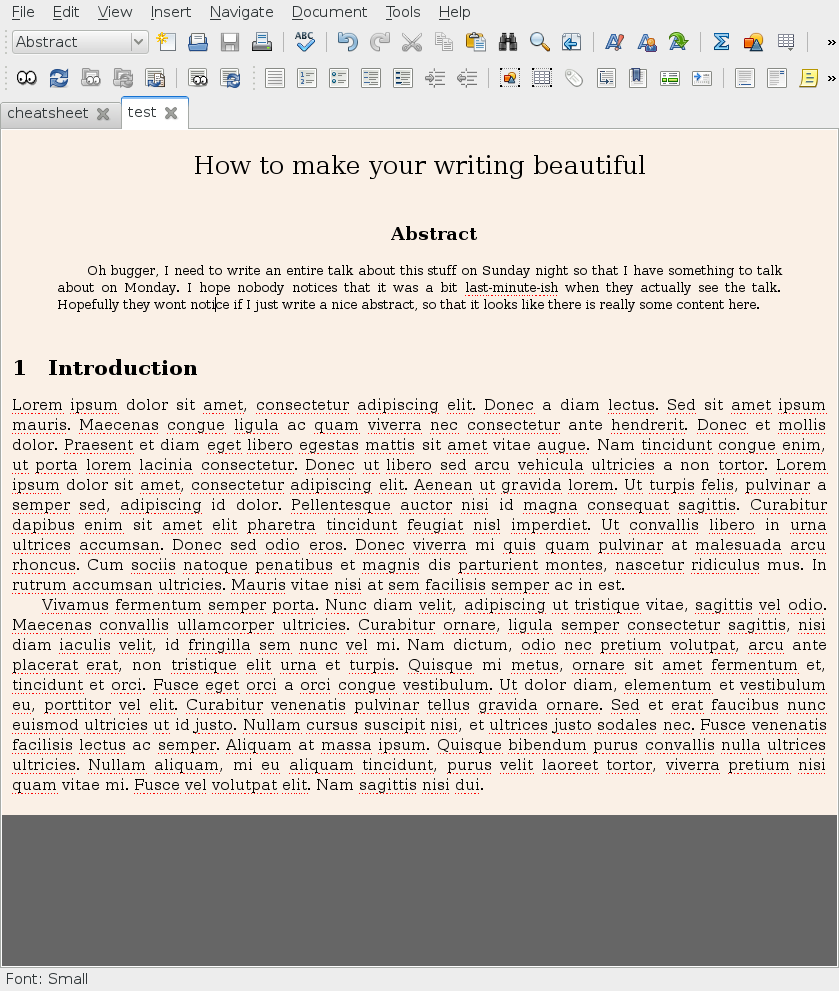 File Edit View Insert Navigate Document Tools Help
Abstract
ABC
cheatsheet test
How to make your writing beautiful
Abstract
Oh bugger, I need to write an entire talk about this stuff on Sunday night so that I have something to talk
about on Monday. I hope nobody notices that it was a bit last-minute-ish when they actually see the talk.
Hopefully they wont notice if I just write a nice abstract, so that it looks like there is really some content here.
1 Introduction
Lorem ipsum dolor sit amet, consectetur adipiscing elit. Donec a diam lectus. Sed sit amet ipsum
mauris. Maecenas congue ligula ac quam viverra nec consectetur ante hendrerit. Donec et mollis
dolor. Praesent et diam eget libero egestas mattis sit amet vitae augue. Nam tincidunt congue enim,
ut porta lorem lacinia consectetur. Donec ut libero sed arcu vehicula ultricies a non tortor. Lorem
ipsum dolor sit amet, consectetur adipiscing elit. Aenean ut gravida lorem. Ut turpis felis, pulvinar a
semper sed, adipiscing id dolor. Pellentesque auctor nisi id magna consequat sagittis. Curabitur
dapibus enim sit amet elit pharetra tincidunt feugiat nisl imperdiet. Ut convallis libero in urna
ultrices accumsan. Donec sed odio eros. Donec viverra mi quis quam pulvinar at malesuada arcu
rhoncus. Cum sociis natoque penatibus et magnis dis parturient montes, nascetur ridiculus mus. In
rutrum accumsan ultricies. Mauris vitae nisi at sem facilisis semper ac in est.
Vivamus fermentum semper porta. Nunc diam velit, adipiscing ut tristique vitae, sagittis vel odio.
Maecenas convallis ullamcorper ultricies. Curabitur ornare, ligula semper consectetur sagittis, nisi
diam iaculis velit, id fringilla sem nunc vel mi. Nam dictum, odio nec pretium volutpat, arcu ante
placerat erat, non tristique elit urna et turpis. Quisque mi metus, ornare sit amet fermentum et,
tincidunt et orci. Fusce eget orci a orci congue vestibulum. Ut dolor diam, elementum et vestibulum
eu, porttitor vel elit. Curabitur venenatis pulvinar tellus gravida ornare. Sed et erat faucibus nunc
euismod ultricies ut id justo. Nullam cursus suscipit nisi, et ultrices justo sodales nec. Fusce venenatis
facilisis lectus ac semper. Aliquam at massa ipsum. Quisque bibendum purus convallis nulla ultrices
ultricies. Nullam aliquam, mi eu aliquam tincidunt, purus velit laoreet tortor, viverra pretium nisi
quam vitae mi. Fusce vel volutpat elit. Nam sagittis nisi dui.
Font: Small